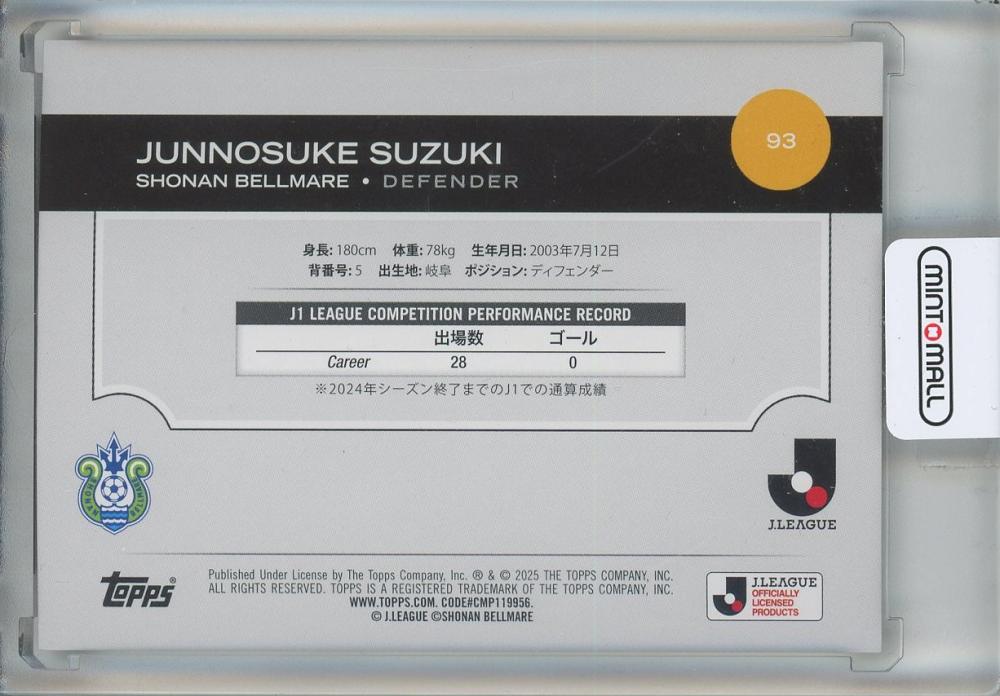 93
JUNNOSUKE SUZUKI
SHONAN BELLMARE • DEFENDER
身長: 180cm 体重: 78kg 生年月日: 2003年7月12日
背番号: 5 出生地: 岐阜 ポジション: ディフェンダー
J1 LEAGUE COMPETITION PERFORMANCE RECORD
出場数 ゴール
Career 28 0
※2024年シーズン終了までのJ1での通算成績
MINTMALL
SHONAN BELLMARE
J.LEAGUE
topps®
Published Under License by The Topps Company, Inc. ® & © 2025 THE TOPPS COMPANY, INC.
ALL RIGHTS RESERVED. TOPPS IS A REGISTERED TRADEMARK OF THE TOPPS COMPANY, INC.
WWW.TOPPS.COM. CODE#CMP119956.
© J.LEAGUE ©SHONAN BELLMARE
J.LEAGUE
OFFICIALLY
LICENSED
PRODUCTS